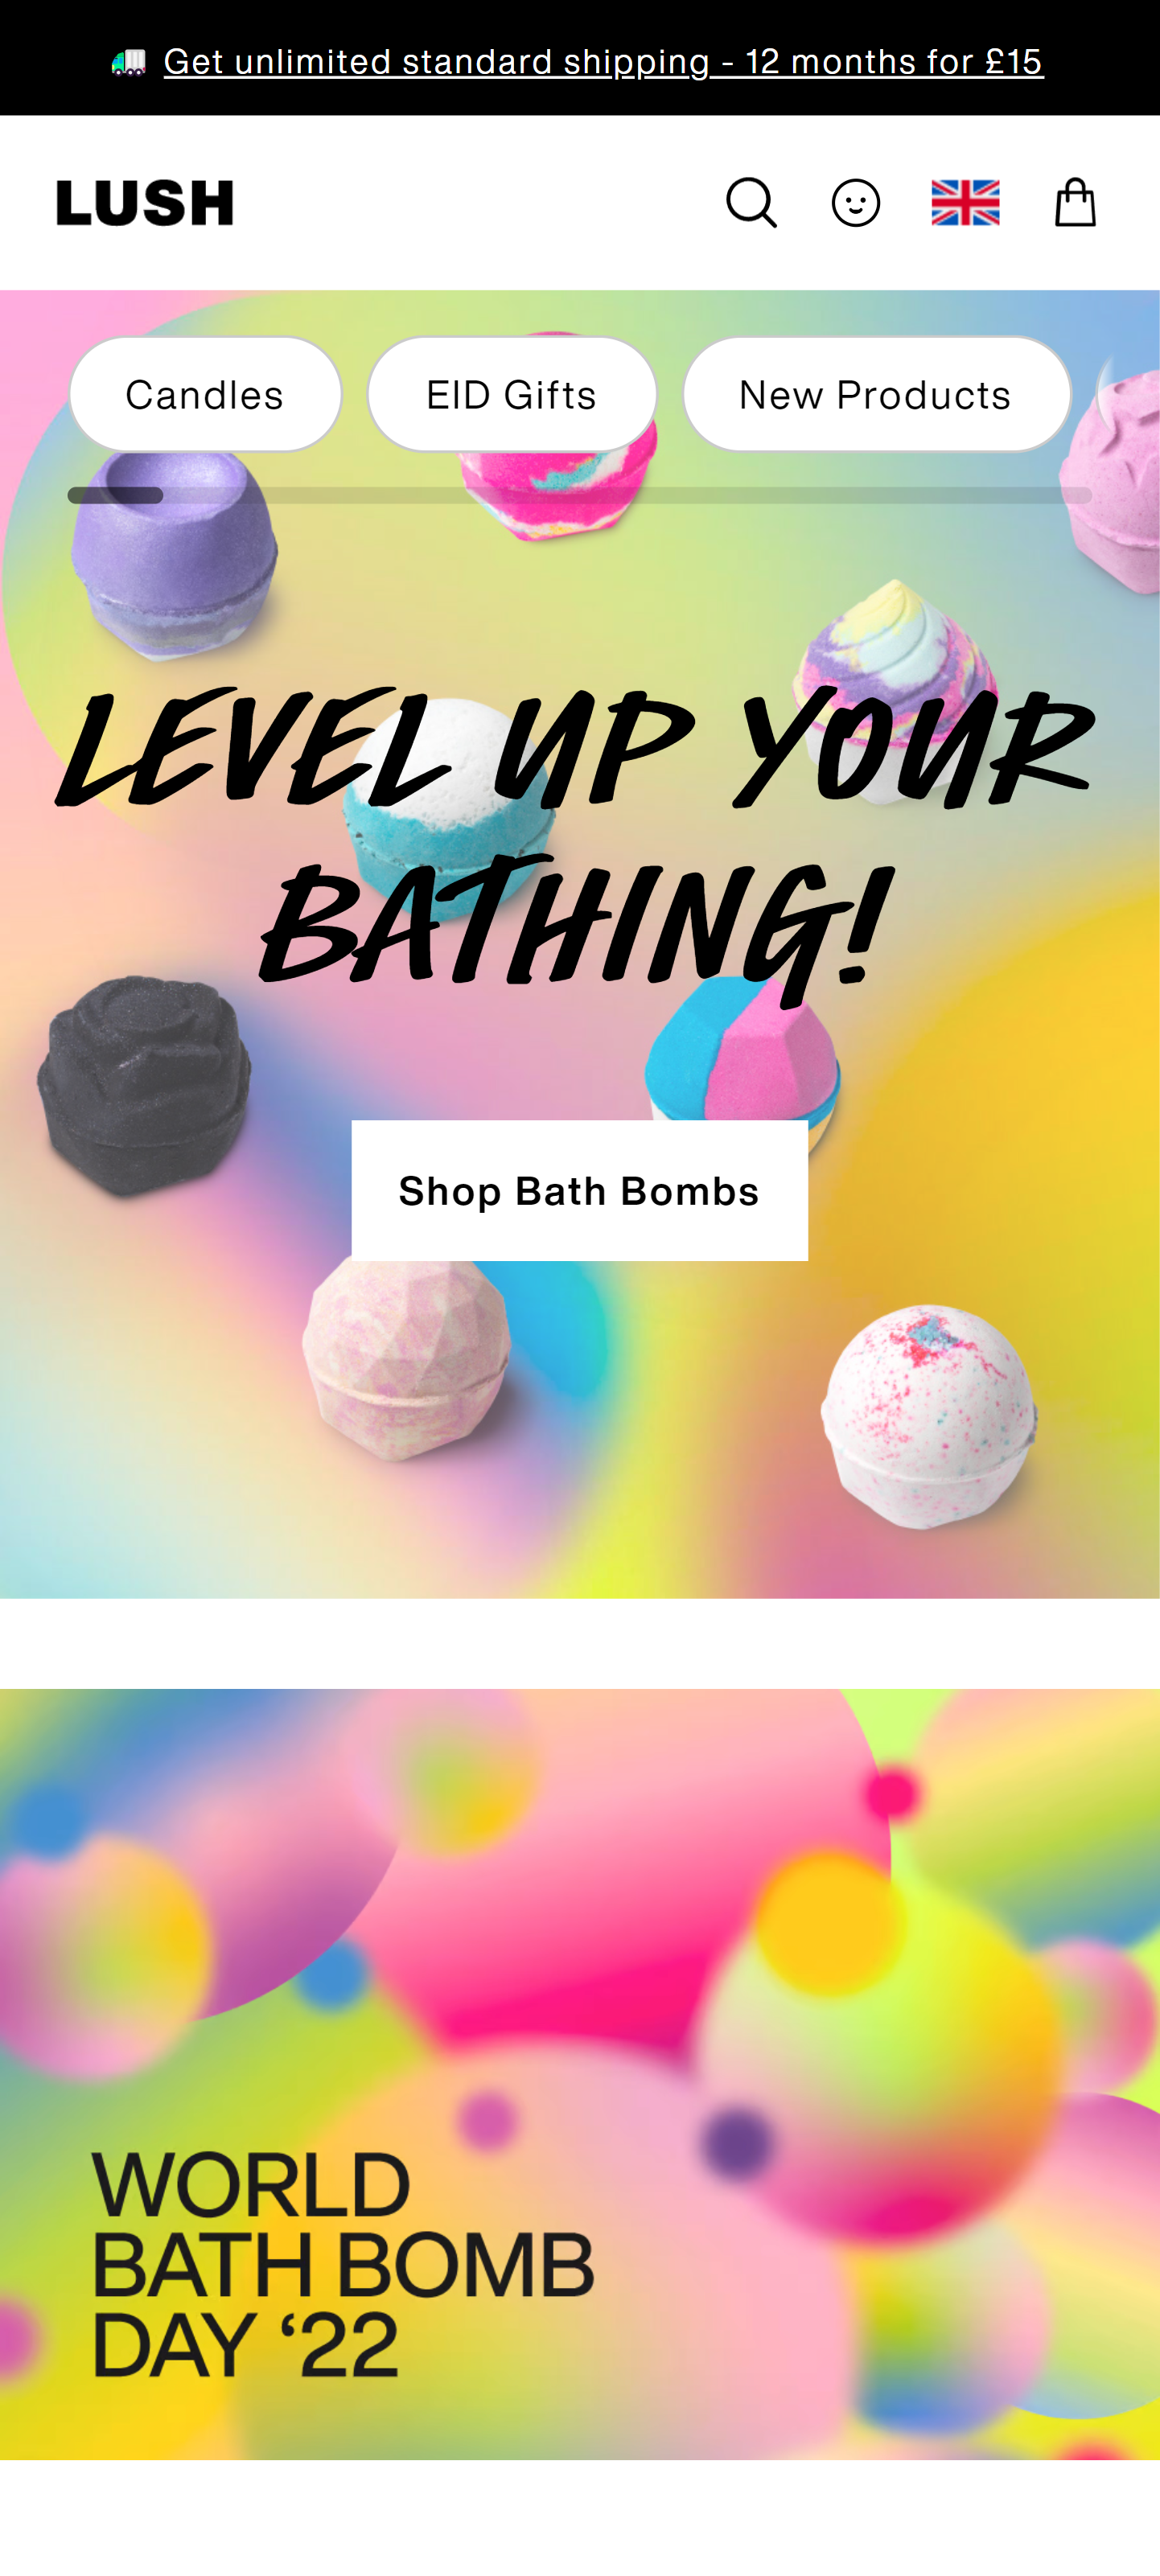 🚚 Get unlimited standard shipping - 12 months for £15
LUSH
Candles
EID Gifts
New Products
LEVEL UP YOUR
BATHING!
Shop Bath Bombs
WORLD
BATH BOMB
DAY ‘22